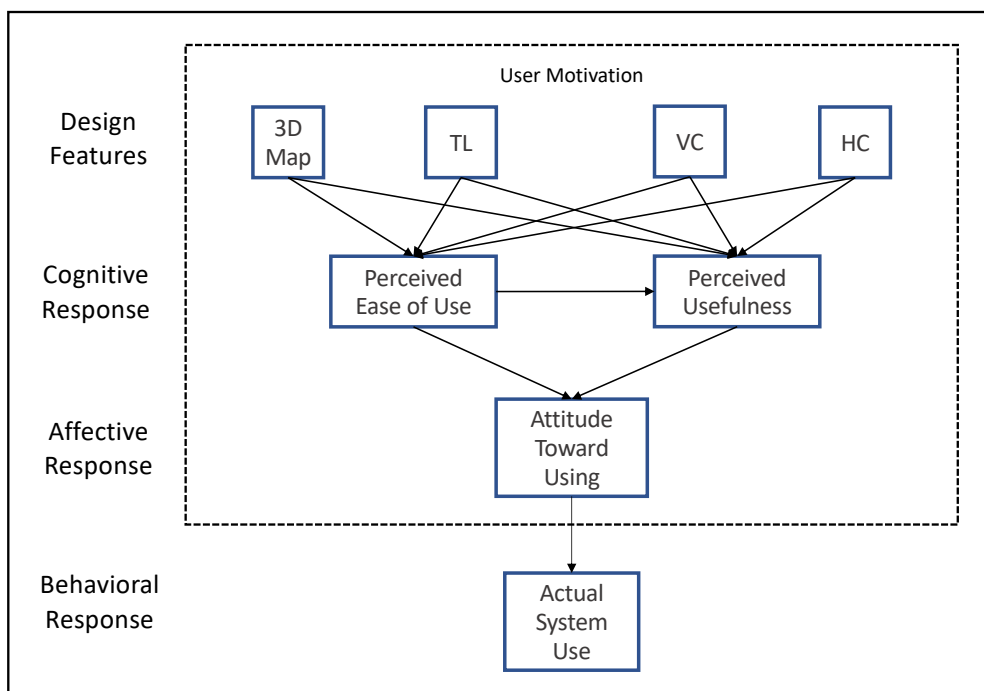 User Motivation
Design
Features
3D
Map
TL
VC
HC
Cognitive
Response
Perceived
Ease of Use
Perceived
Usefulness
Affective
Response
Attitude
Toward
Using
Behavioral
Response
Actual
System
Use